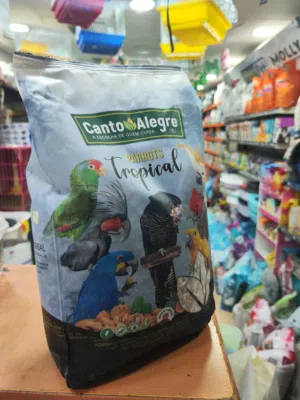 Canto Alegre
A ESCOLHA DE QUEM CUIDA
PARROTS
Tropical
MOLLY